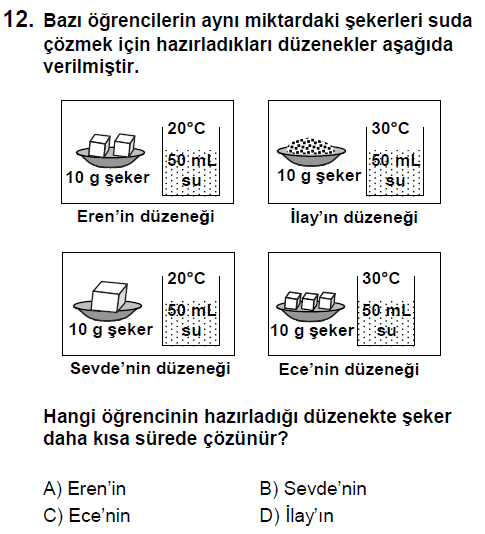 12. Bazı öğrencilerin aynı miktardaki şekerleri suda
çözmek için hazırladıkları düzenekler aşağıda
verilmiştir.
20°C
50 mL
su
10 g şeker
Eren'in düzeneği
30°C
50 mL
su
10 g şeker
İlay'ın düzeneği
20°C
50 mL
su
10 g şeker
Sevde'nin düzeneği
30°C
50 mL
su
10 g şeker
Ece'nin düzeneği
Hangi öğrencinin hazırladığı düzenekte şeker
daha kısa sürede çözünür?
A) Eren'in
B) Sevde'nin
C) Ece'nin
D) İlay'ın